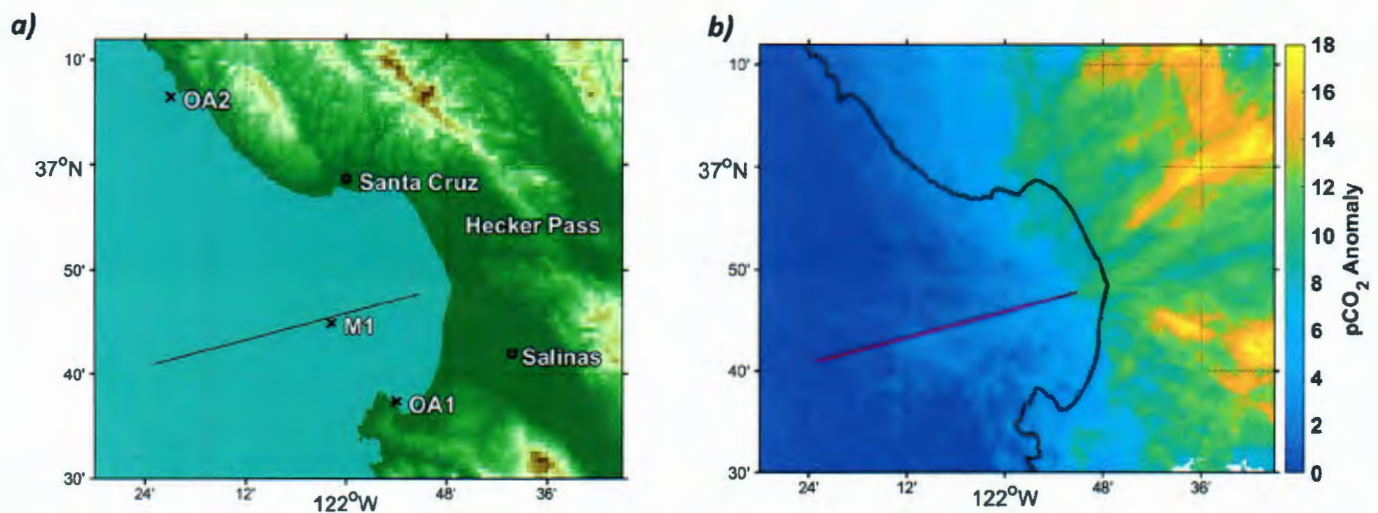 a)
10'
OA2
37°N
Santa Cruz
Hecker Pass
50'
M1
Salinas
40'
OA1
30'
24'
12'
122°W
48'
36'
b)
10'
37°N
50'
40'
30'
24'
12'
122°W
48'
36'
18
16
14
12
10
8
6
4
2
0
pCO₂ Anomaly